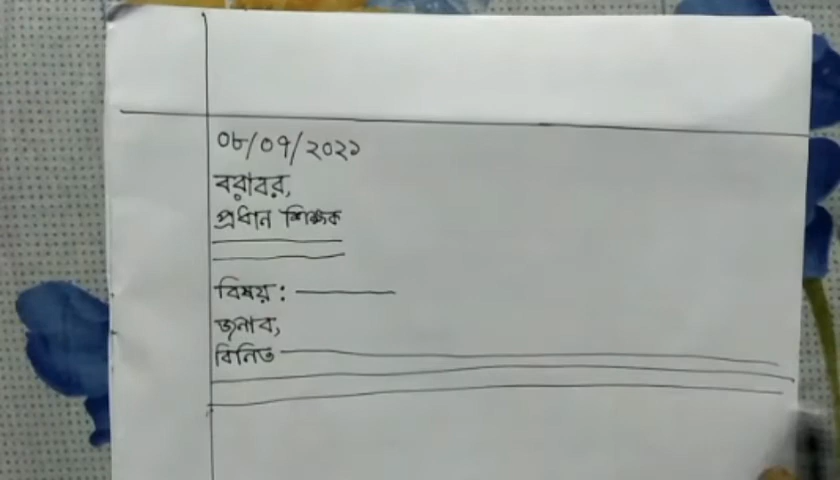 ০৮/০৭/২০২১
বরাবর,
প্রধান শিক্ষক
বিষয় :
জনাব,
বিনিত